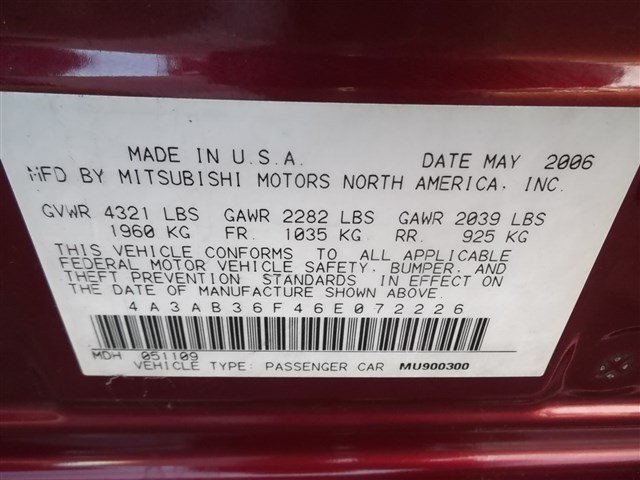 MADE IN U.S.A. DATE MAY 2006
MFD BY MITSUBISHI MOTORS NORTH AMERICA, INC.
GVWR 4321 LBS GAWR 2282 LBS GAWR 2039 LBS
1960 KG FR. 1035 KG RR. 925 KG
THIS VEHICLE CONFORMS TO ALL APPLICABLE
FEDERAL MOTOR VEHICLE SAFETY, BUMPER, AND
THEFT PREVENTION STANDARDS IN EFFECT ON
THE DATE OF MANUFACTURE SHOWN ABOVE.
4A3AB36F46E072226
MDH 051109
VEHICLE TYPE: PASSENGER CAR MU900300